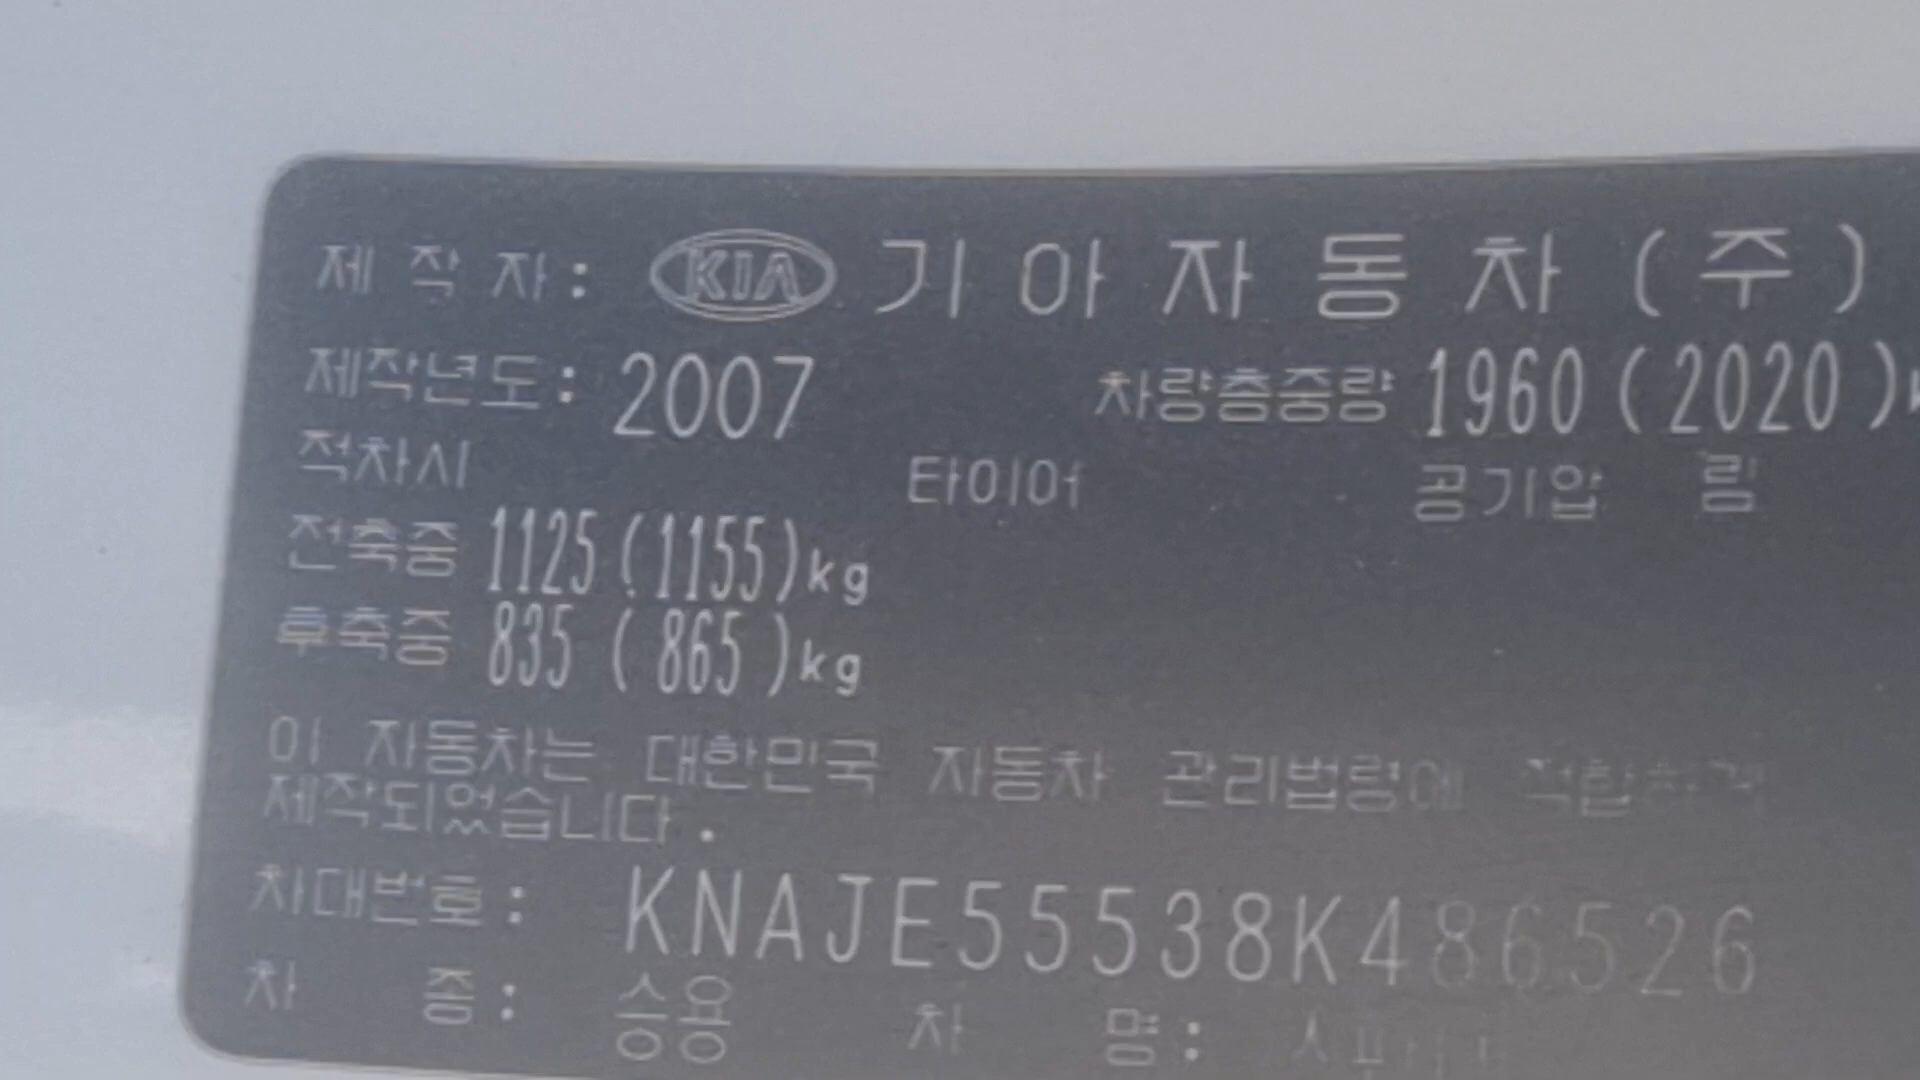 제 작 자 : KIA 기 아 자 동 차 ( 주 )
제작년도 : 2007 차량총중량 1960 ( 2020 )
적차시 타이어 공기압 림
전축중 1125 (1155)kg
후축중 835 ( 865 )kg
이 자동차는 대한민국 자동차 관리법령에 적합하게
제작되었습니다 .
차대번호 : KNAJE55538K486526
차 종 : 승용 차 명 :